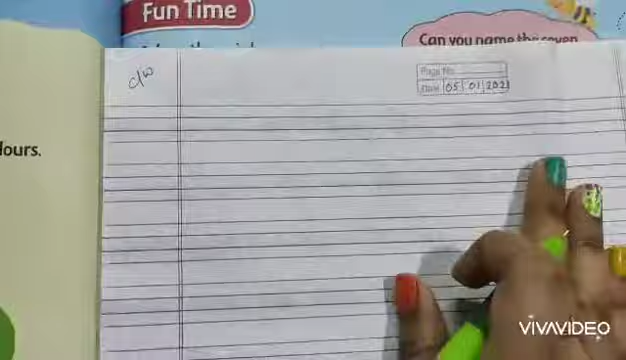 Fun Time
Can you name the seven
c/w
Page No.
Date 05 01 2021
lours.
VIVAVIDEO